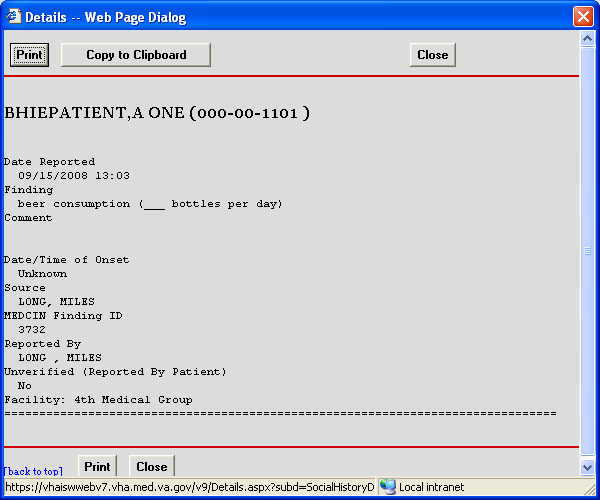 Details -- Web Page Dialog
Print Copy to Clipboard Close
BHIEPATIENT,A ONE (000-00-1101 )
Date Reported
09/15/2008 13:03
Finding
beer consumption (___ bottles per day)
Comment
Date/Time of Onset
Unknown
Source
LONG, MILES
MEDCIN Finding ID
3732
Reported By
LONG , MILES
Unverified (Reported By Patient)
No
Facility: 4th Medical Group
===============================================================================
[back to top] Print Close
https://vhaiswwebv7.vha.med.va.gov/v9/Details.aspx?subd=SocialHistoryD Local intranet